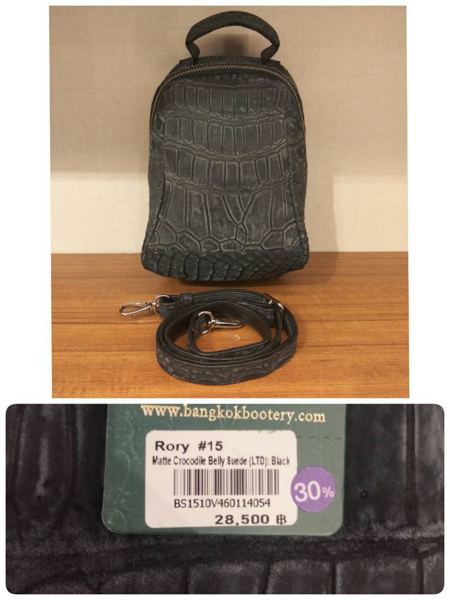 www.bangkokbootery.com
Rory #15
Matte Crocodile Belly Suede (LTD): Black
BS1510V460114054
30%
28,500 ฿